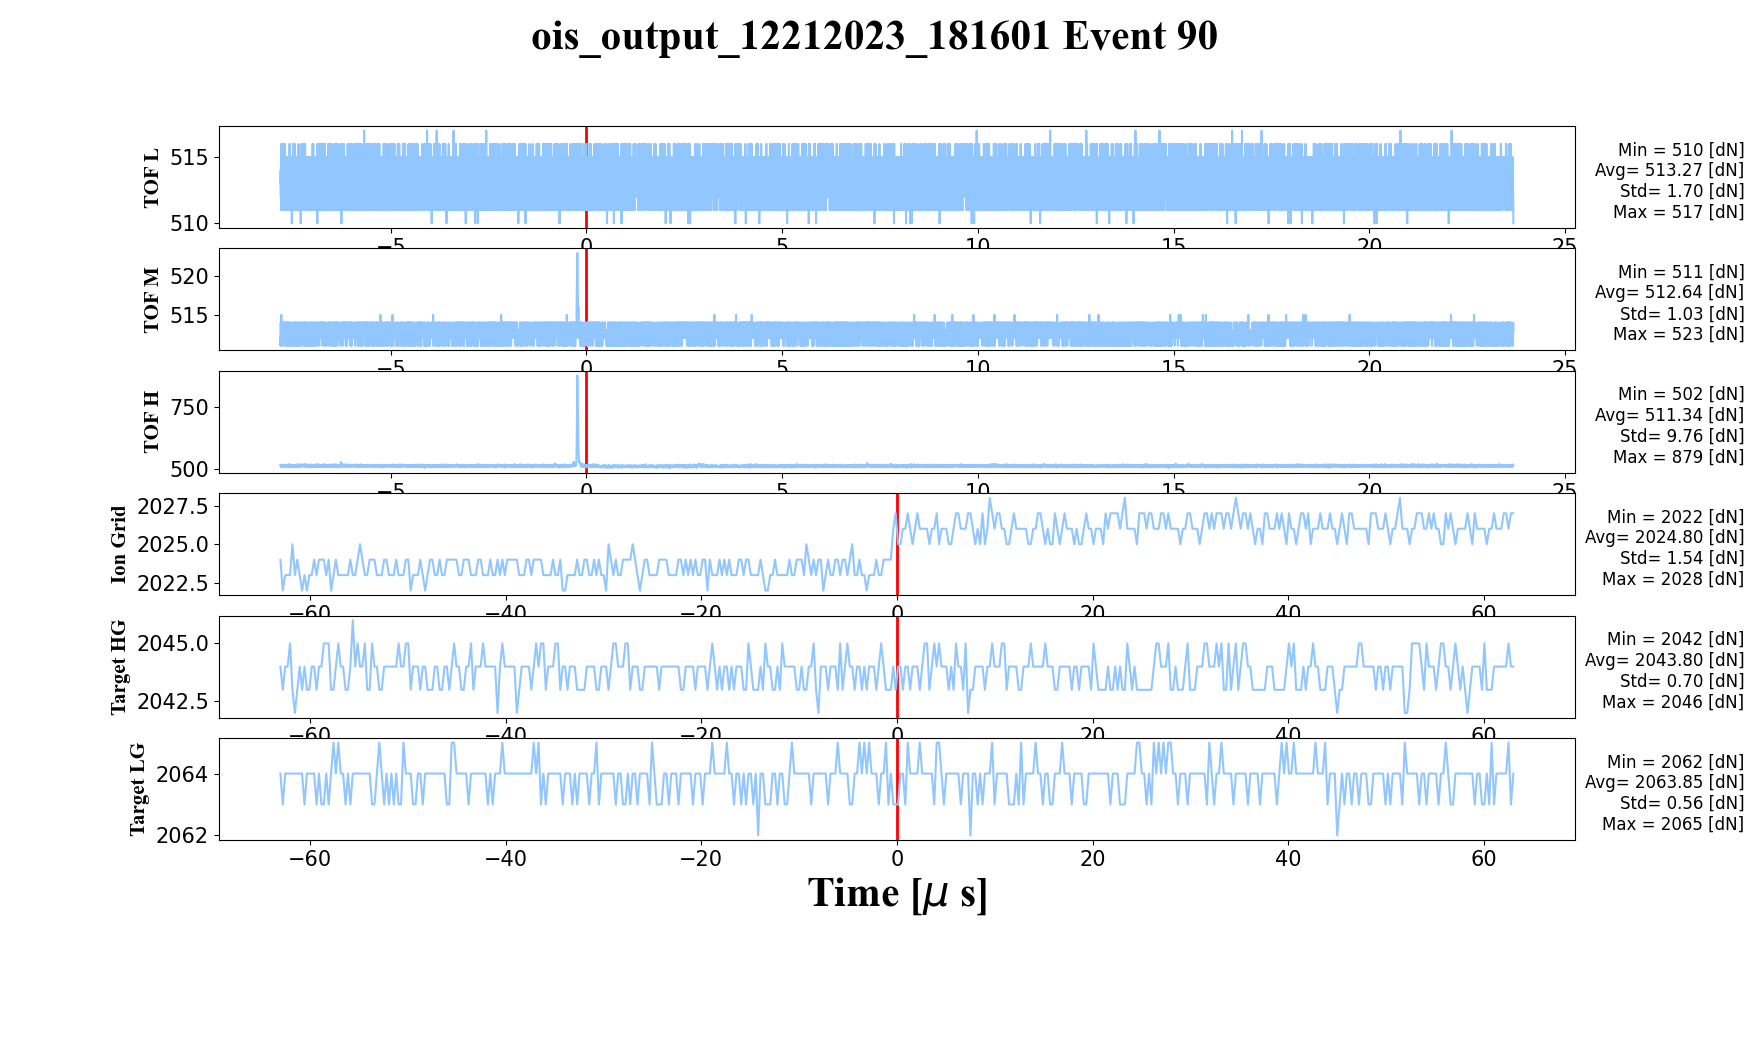 ois_output_12212023_181601 Event 90
TOF L
515
510
Min = 510 [dN]
Avg= 513.27 [dN]
Std= 1.70 [dN]
Max = 517 [dN]
−5 0 5 10 15 20 25
TOF M
520
515
Min = 511 [dN]
Avg= 512.64 [dN]
Std= 1.03 [dN]
Max = 523 [dN]
−5 0 5 10 15 20 25
TOF H
750
500
Min = 502 [dN]
Avg= 511.34 [dN]
Std= 9.76 [dN]
Max = 879 [dN]
−5 0 5 10 15 20 25
Ion Grid
2027.5
2025.0
2022.5
Min = 2022 [dN]
Avg= 2024.80 [dN]
Std= 1.54 [dN]
Max = 2028 [dN]
−60 −40 −20 0 20 40 60
Target HG
2045.0
2042.5
Min = 2042 [dN]
Avg= 2043.80 [dN]
Std= 0.70 [dN]
Max = 2046 [dN]
−60 −40 −20 0 20 40 60
Target LG
2064
2062
Min = 2062 [dN]
Avg= 2063.85 [dN]
Std= 0.56 [dN]
Max = 2065 [dN]
−60 −40 −20 0 20 40 60
Time [μ s]